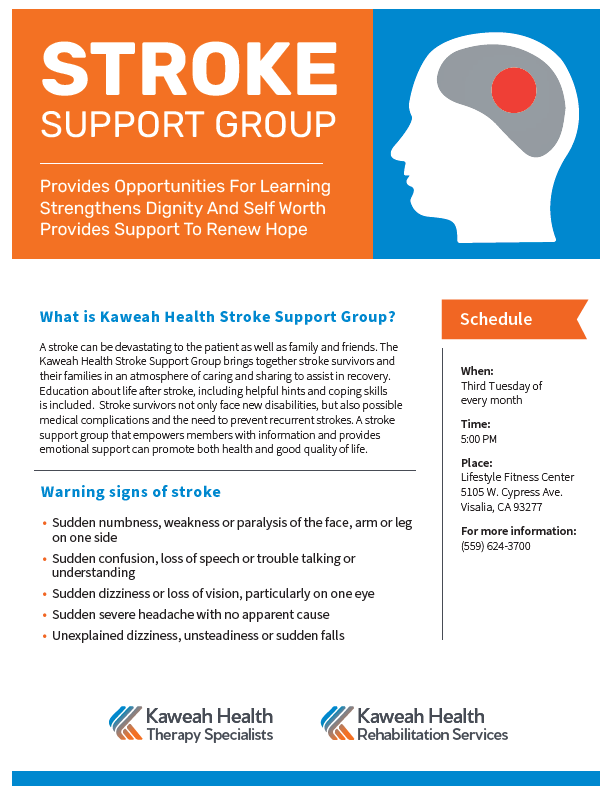 STROKE
SUPPORT GROUP
Provides Opportunities For Learning
Strengthens Dignity And Self Worth
Provides Support To Renew Hope
What is Kaweah Health Stroke Support Group?
A stroke can be devastating to the patient as well as family and friends. The
Kaweah Health Stroke Support Group brings together stroke survivors and
their families in an atmosphere of caring and sharing to assist in recovery.
Education about life after stroke, including helpful hints and coping skills
is included. Stroke survivors not only face new disabilities, but also possible
medical complications and the need to prevent recurrent strokes. A stroke
support group that empowers members with information and provides
emotional support can promote both health and good quality of life.
Warning signs of stroke
• Sudden numbness, weakness or paralysis of the face, arm or leg
on one side
• Sudden confusion, loss of speech or trouble talking or
understanding
• Sudden dizziness or loss of vision, particularly on one eye
• Sudden severe headache with no apparent cause
• Unexplained dizziness, unsteadiness or sudden falls
Schedule
When:
Third Tuesday of
every month
Time:
5:00 PM
Place:
Lifestyle Fitness Center
5105 W. Cypress Ave.
Visalia, CA 93277
For more information:
(559) 624-3700
Kaweah Health
Therapy Specialists
Kaweah Health
Rehabilitation Services